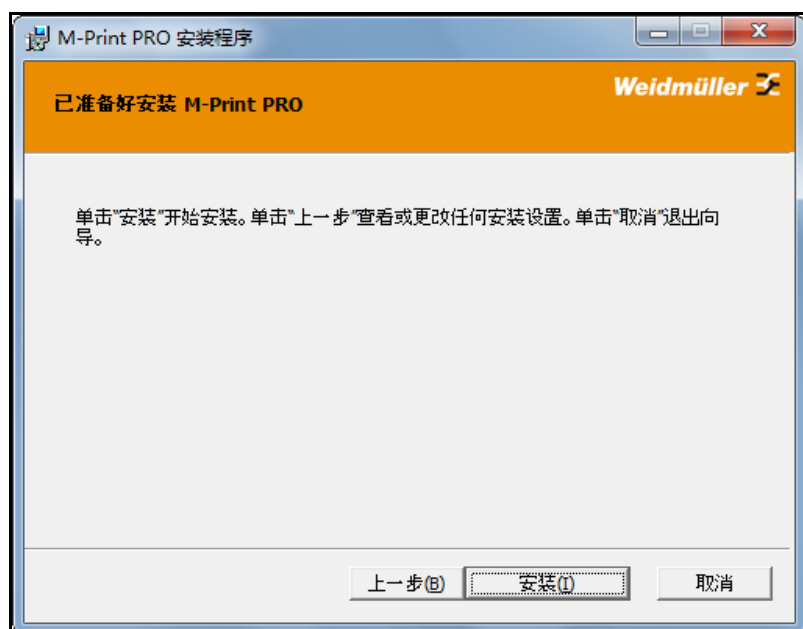 M-Print PRO 安装程序
已准备好安装 M-Print PRO
Weidmüller
单击"安装"开始安装。单击"上一步"查看或更改任何安装设置。单击"取消"退出向
导。
上一步(B) 安装(I) 取消